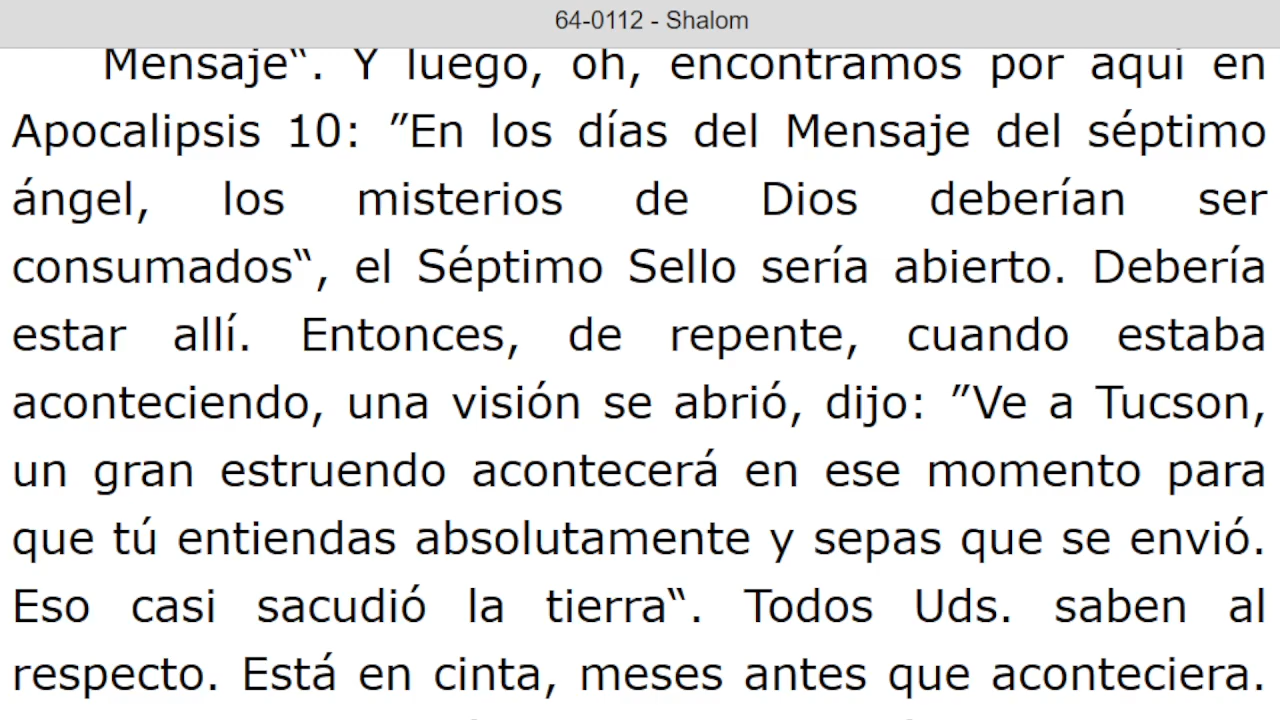 64-0112 - Shalom
Mensaje“. Y luego, oh, encontramos por aquí en
Apocalipsis 10: ”En los días del Mensaje del séptimo
ángel, los misterios de Dios deberían ser
consumados“, el Séptimo Sello sería abierto. Debería
estar allí. Entonces, de repente, cuando estaba
aconteciendo, una visión se abrió, dijo: ”Ve a Tucson,
un gran estruendo acontecerá en ese momento para
que tú entiendas absolutamente y sepas que se envió.
Eso casi sacudió la tierra“. Todos Uds. saben al
respecto. Está en cinta, meses antes que aconteciera.